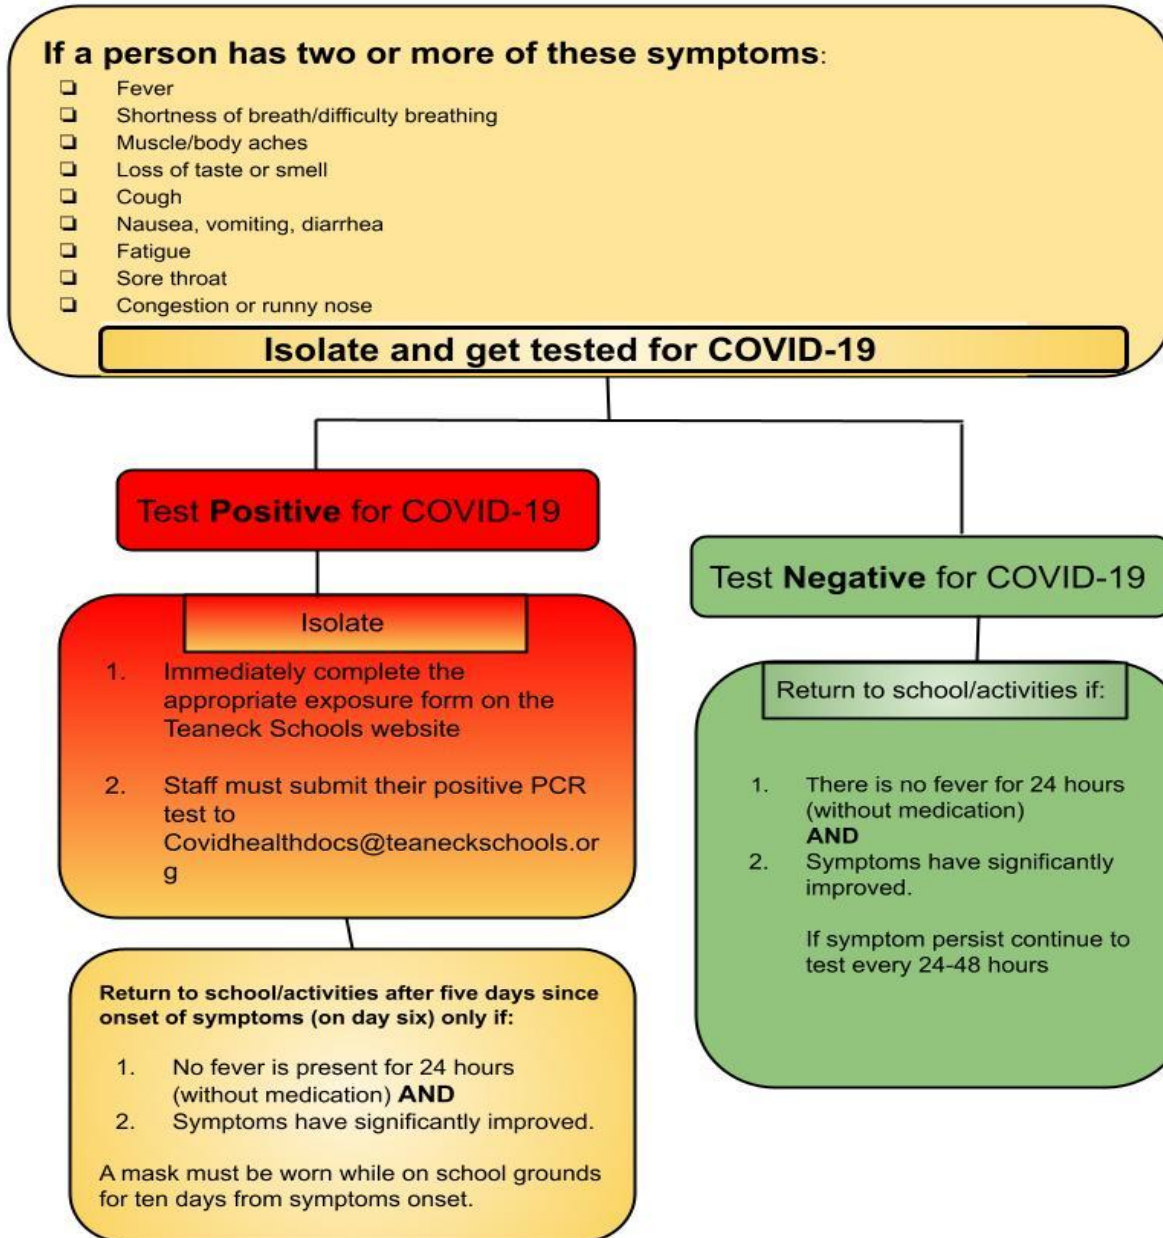 If a person has two or more of these symptoms:
❏ Fever
❏ Shortness of breath/difficulty breathing
❏ Muscle/body aches
❏ Loss of taste or smell
❏ Cough
❏ Nausea, vomiting, diarrhea
❏ Fatigue
❏ Sore throat
❏ Congestion or runny nose
Isolate and get tested for COVID-19
Test Positive for COVID-19
Isolate
1. Immediately complete the
appropriate exposure form on the
Teaneck Schools website
2. Staff must submit their positive PCR
test to
Covidhealthdocs@teaneckschools.or
g
Return to school/activities after five days since
onset of symptoms (on day six) only if:
1. No fever is present for 24 hours
(without medication) AND
2. Symptoms have significantly improved.
A mask must be worn while on school grounds
for ten days from symptoms onset.
Test Negative for COVID-19
Return to school/activities if:
1. There is no fever for 24 hours
(without medication)
AND
2. Symptoms have significantly
improved.
If symptom persist continue to
test every 24-48 hours